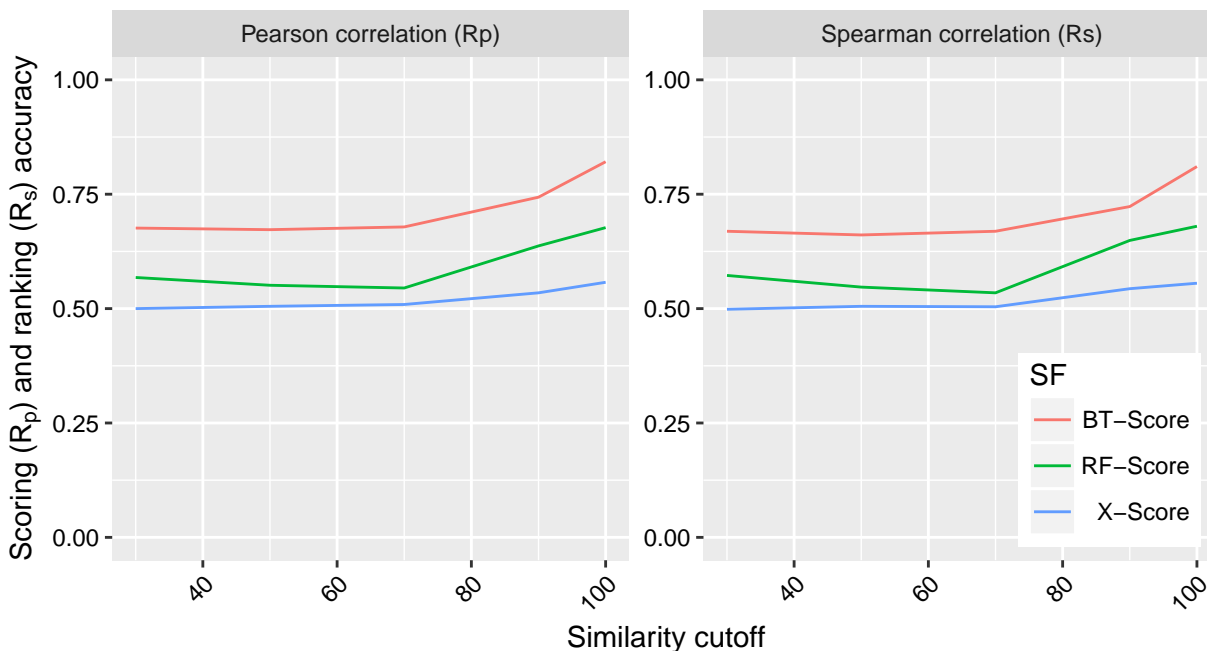 Pearson correlation (Rp)
Spearman correlation (Rs)
Scoring (Rp) and ranking (Rs) accuracy
1.00
0.75
0.50
0.25
0.00
1.00
0.75
0.50
0.25
0.00
SF
BT−Score
RF−Score
X−Score
40
60
80
100
40
60
80
100
Similarity cutoff